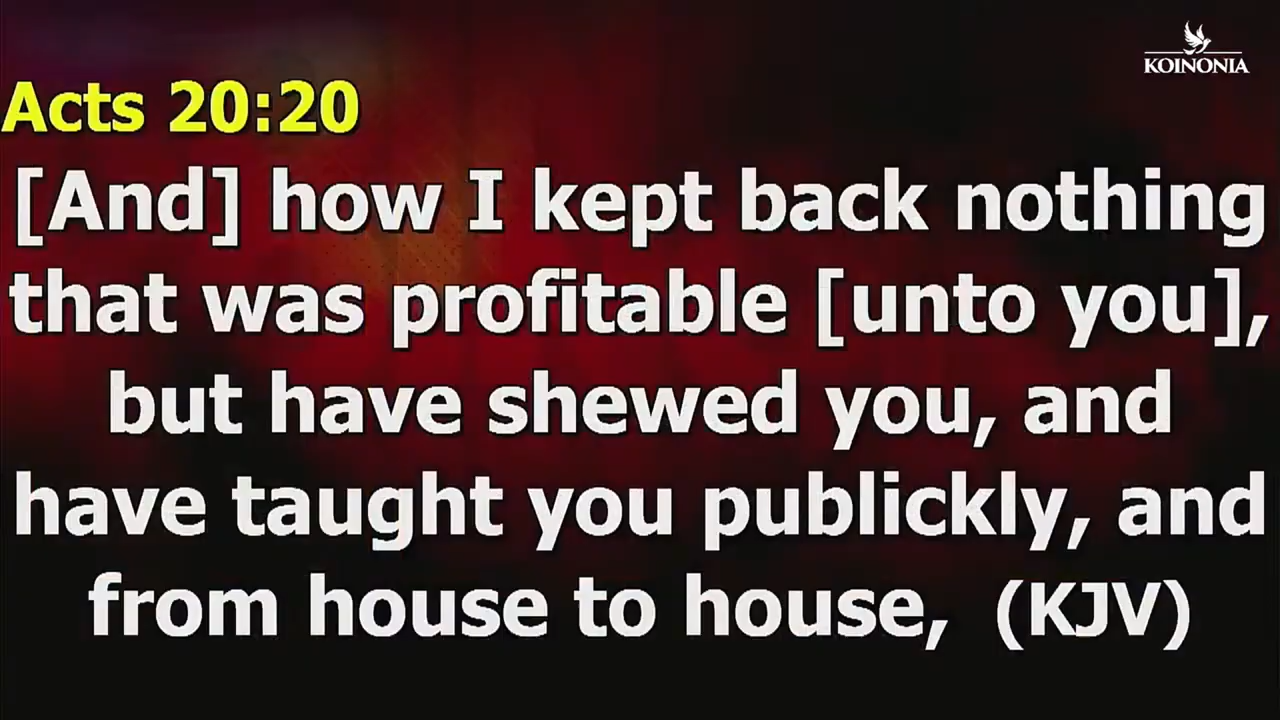 KOINONIA
Acts 20:20
[And] how I kept back nothing
that was profitable [unto you],
but have shewed you, and
have taught you publickly, and
from house to house, (KJV)